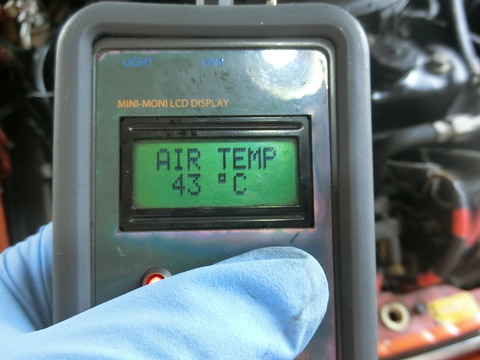 LIGHT LINK
MINI-MONI LCD DISPLAY
AIR TEMP
43 °C